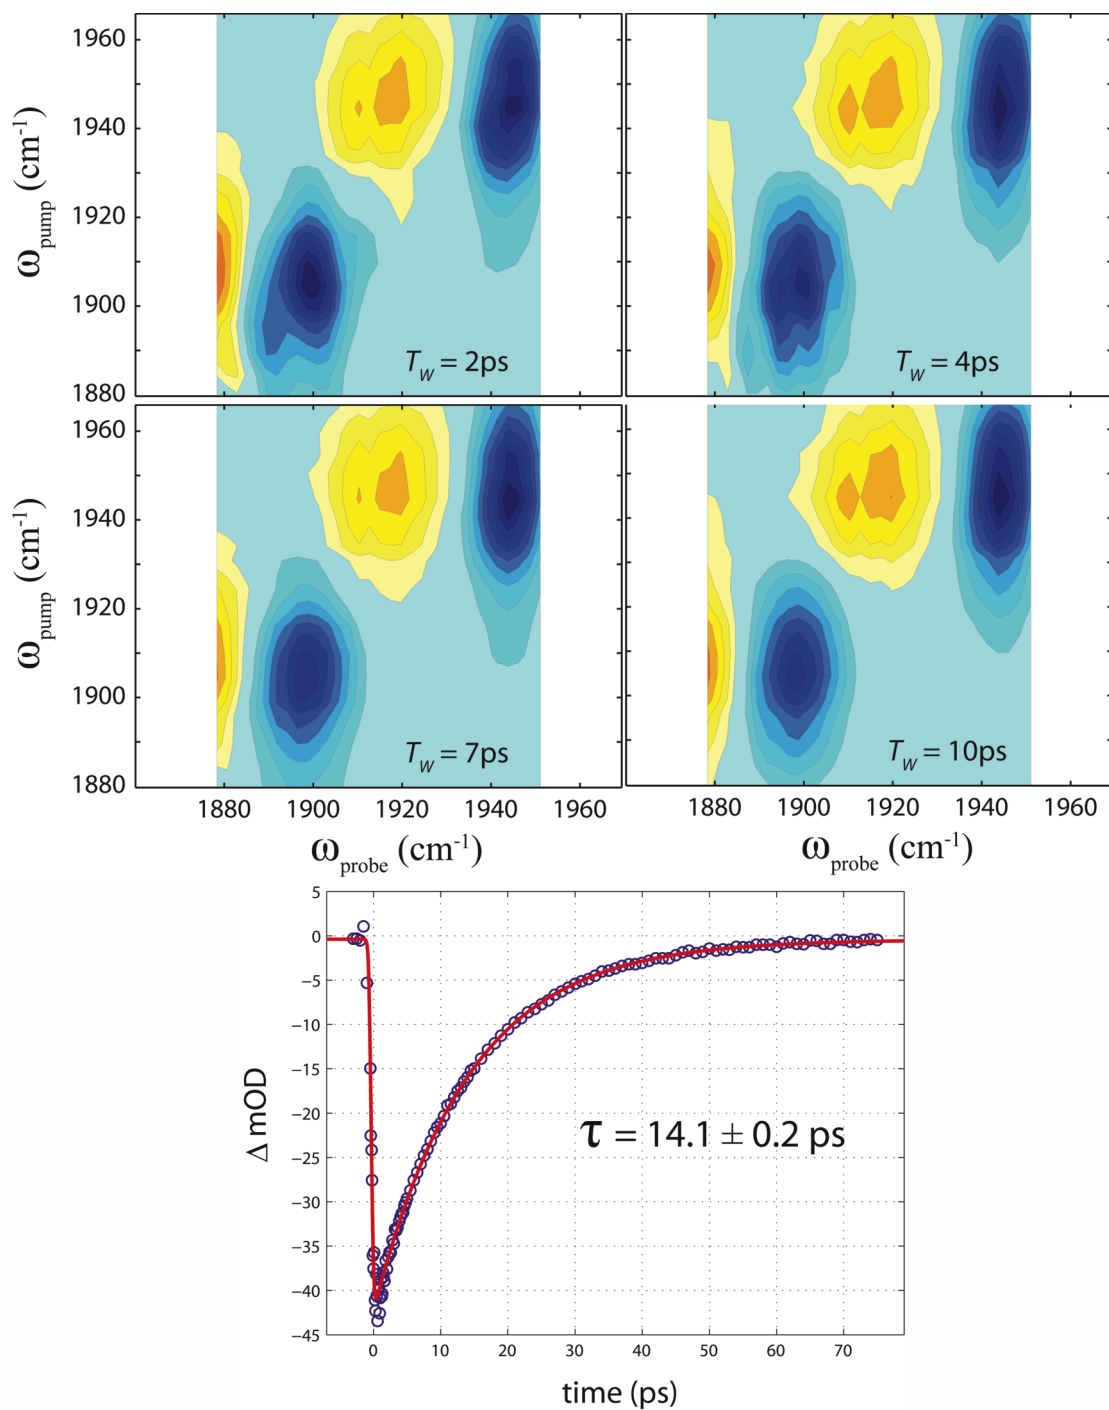 1960
1940
1920
1900
1880
ω_pump (cm⁻¹)
T_W = 2ps
T_W = 4ps
1960
1940
1920
1900
1880
ω_pump (cm⁻¹)
T_W = 7ps
T_W = 10ps
1880 1900 1920 1940 1960
1880 1900 1920 1940 1960
ω_probe (cm⁻¹)
ω_probe (cm⁻¹)
5
0
−5
−10
−15
−20
−25
−30
−35
−40
−45
Δ mOD
τ = 14.1 ± 0.2 ps
0 10 20 30 40 50 60 70
time (ps)